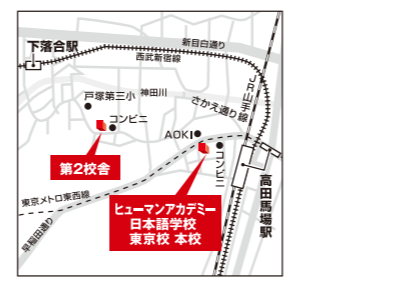 下落合駅
新目白通り
西武新宿線
JR山手線
戸塚第三小
神田川
さかえ通り
コンビニ
AOKI
コンビニ
第2校舎
高田馬場駅
東京メトロ東西線
ヒューマンアカデミー
日本語学校
東京校 本校
早稲田通り